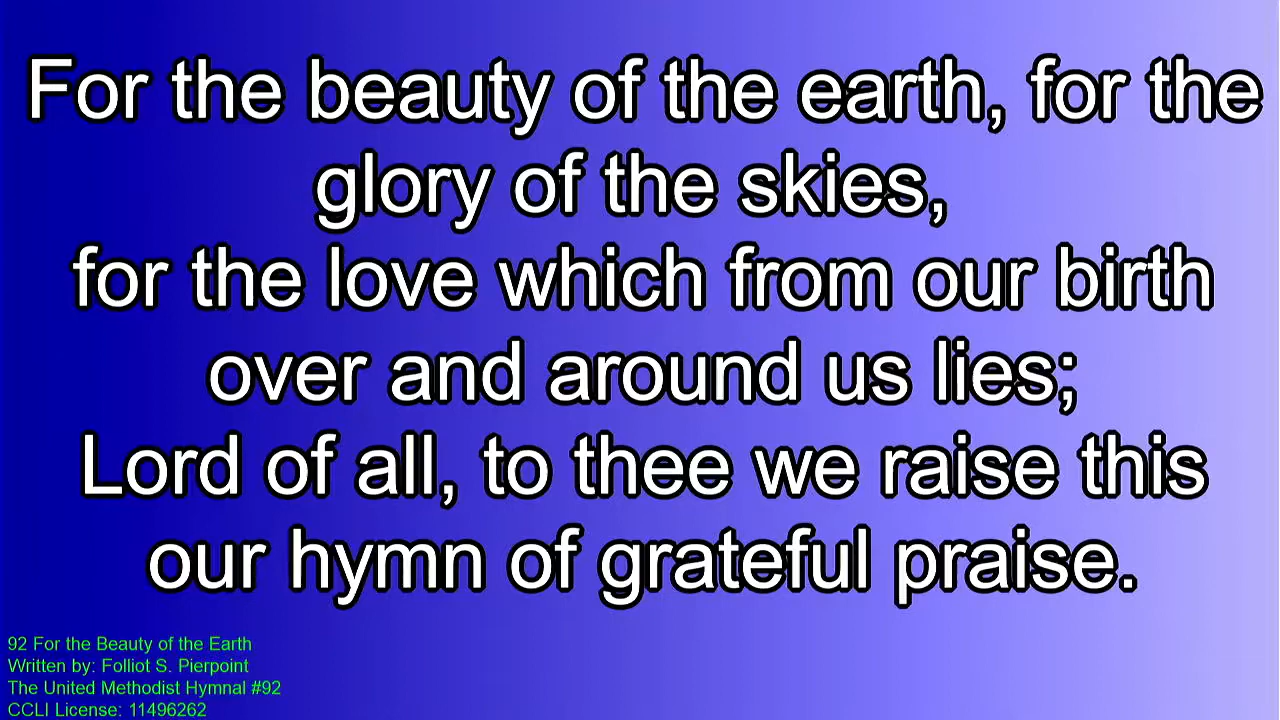 For the beauty of the earth, for the
glory of the skies,
for the love which from our birth
over and around us lies;
Lord of all, to thee we raise this
our hymn of grateful praise.
92 For the Beauty of the Earth
Written by: Folliot S. Pierpoint
The United Methodist Hymnal #92
CCLI License: 11496262